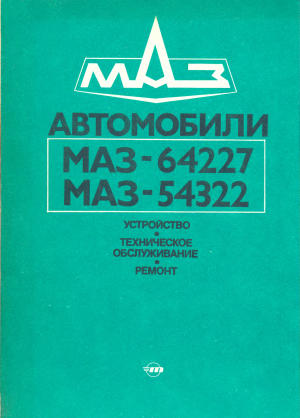 МАЗ
АВТОМОБИЛИ
МАЗ-64227
МАЗ-54322
УСТРОЙСТВО
•
ТЕХНИЧЕСКОЕ
ОБСЛУЖИВАНИЕ
•
РЕМОНТ